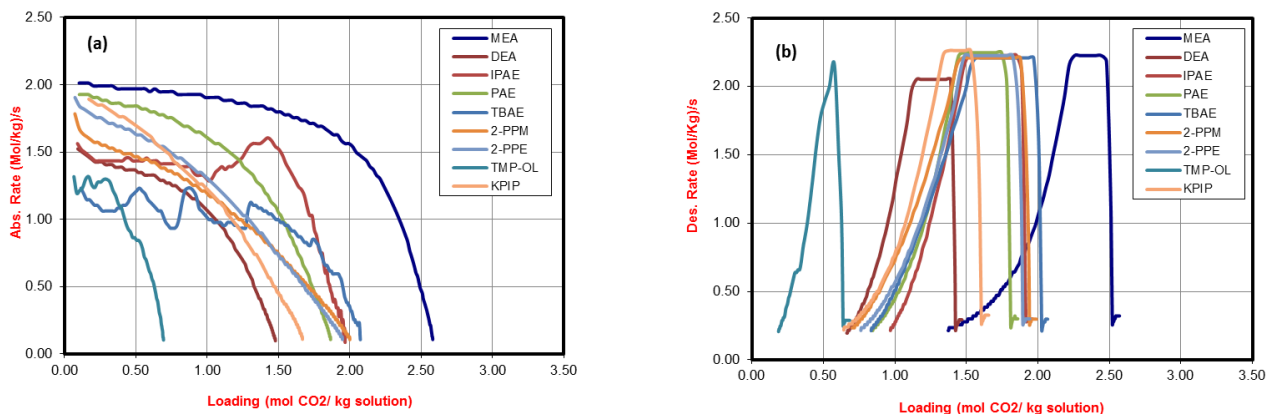 (a)
Abs. Rate (Mol/kg)/s
2.50
2.00
1.50
1.00
0.50
0.00
0.00 0.50 1.00 1.50 2.00 2.50 3.00 3.50
Loading (mol CO2/ kg solution)
MEA
DEA
IPAE
PAE
TBAE
2-PPM
2-PPE
TMP-OL
KPIP
(b)
Des. Rate (Mol/Kg)/s
2.50
2.00
1.50
1.00
0.50
0.00
0.00 0.50 1.00 1.50 2.00 2.50 3.00 3.50
Loading (mol CO2/ kg solution)
MEA
DEA
IPAE
PAE
TBAE
2-PPM
2-PPE
TMP-OL
KPIP